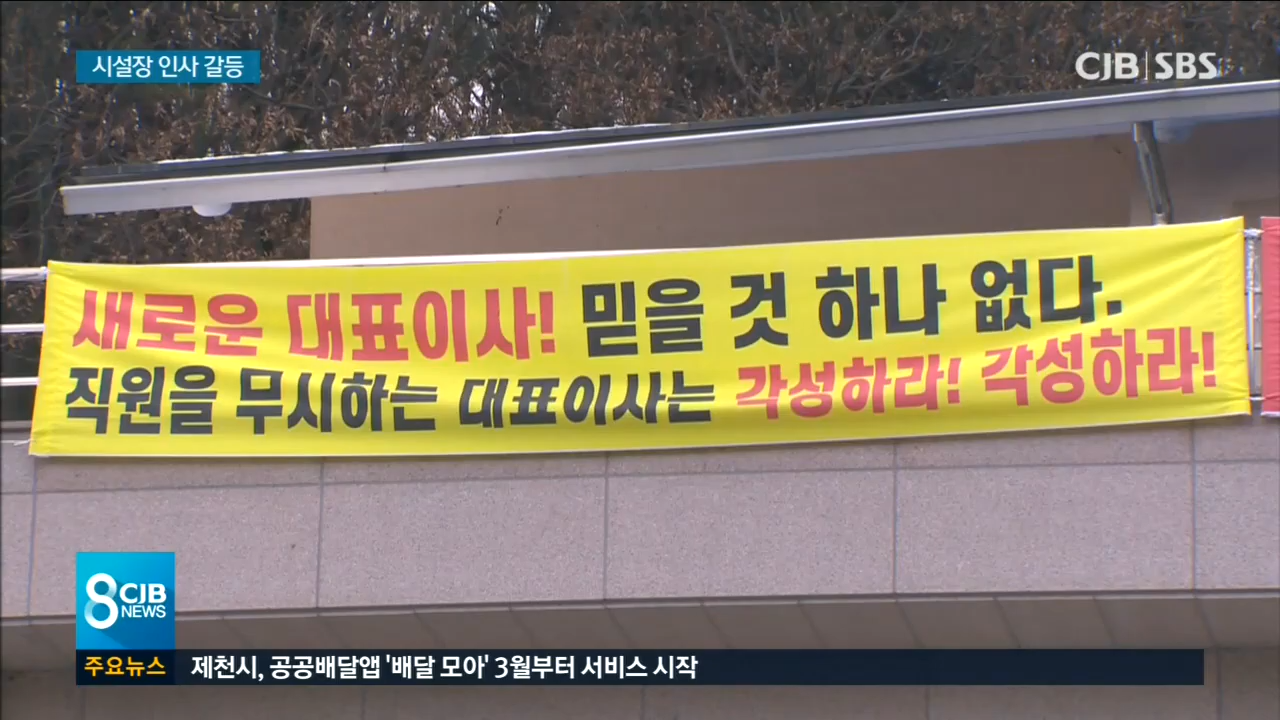 시설장 인사 갈등
CJB SBS
새로운 대표이사! 믿을 것 하나 없다.
직원을 무시하는 대표이사는 각성하라! 각성하라!
8 CJB NEWS
주요뉴스 제천시, 공공배달앱 '배달 모아' 3월부터 서비스 시작